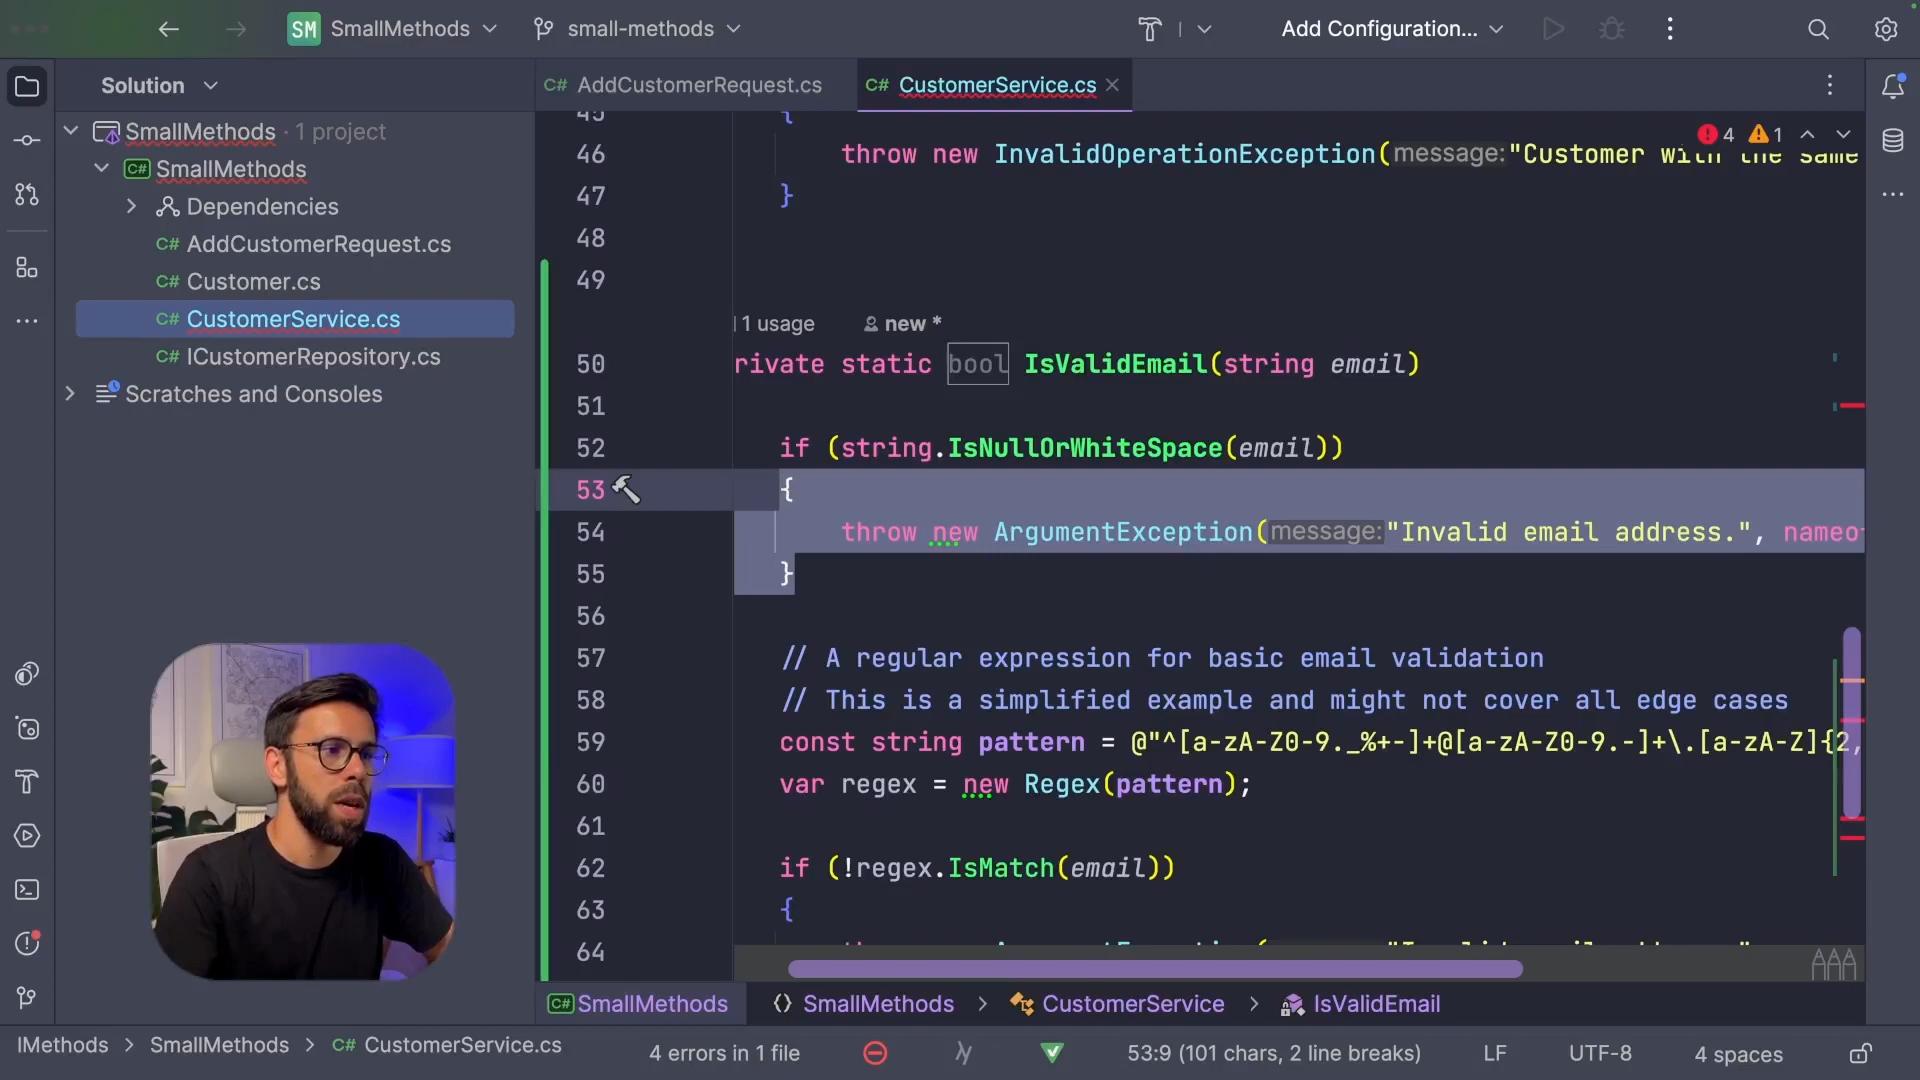 SM SmallMethods small-methods Add Configuration...
Solution
C# AddCustomerRequest.cs
C# CustomerService.cs
SmallMethods · 1 project
C# SmallMethods
Dependencies
C# AddCustomerRequest.cs
C# Customer.cs
C# CustomerService.cs
C# ICustomerRepository.cs
Scratches and Consoles
4 1
45 {
46 throw new InvalidOperationException( message: "Customer with the same
47 }
48
49
1 usage new *
50 rivate static bool IsValidEmail(string email)
51
52 if (string.IsNullOrWhiteSpace(email))
53 {
54 throw new ArgumentException( message: "Invalid email address.", nameo
55 }
56
57 // A regular expression for basic email validation
58 // This is a simplified example and might not cover all edge cases
59 const string pattern = @"^[a-zA-Z0-9._%+-]+@[a-zA-Z0-9.-]+\.[a-zA-Z]{2,
60 var regex = new Regex(pattern);
61
62 if (!regex.IsMatch(email))
63 {
64
C# SmallMethods {} SmallMethods > CustomerService > IsValidEmail
lMethods > SmallMethods > C# CustomerService.cs 4 errors in 1 file 53:9 (101 chars, 2 line breaks) LF UTF-8 4 spaces